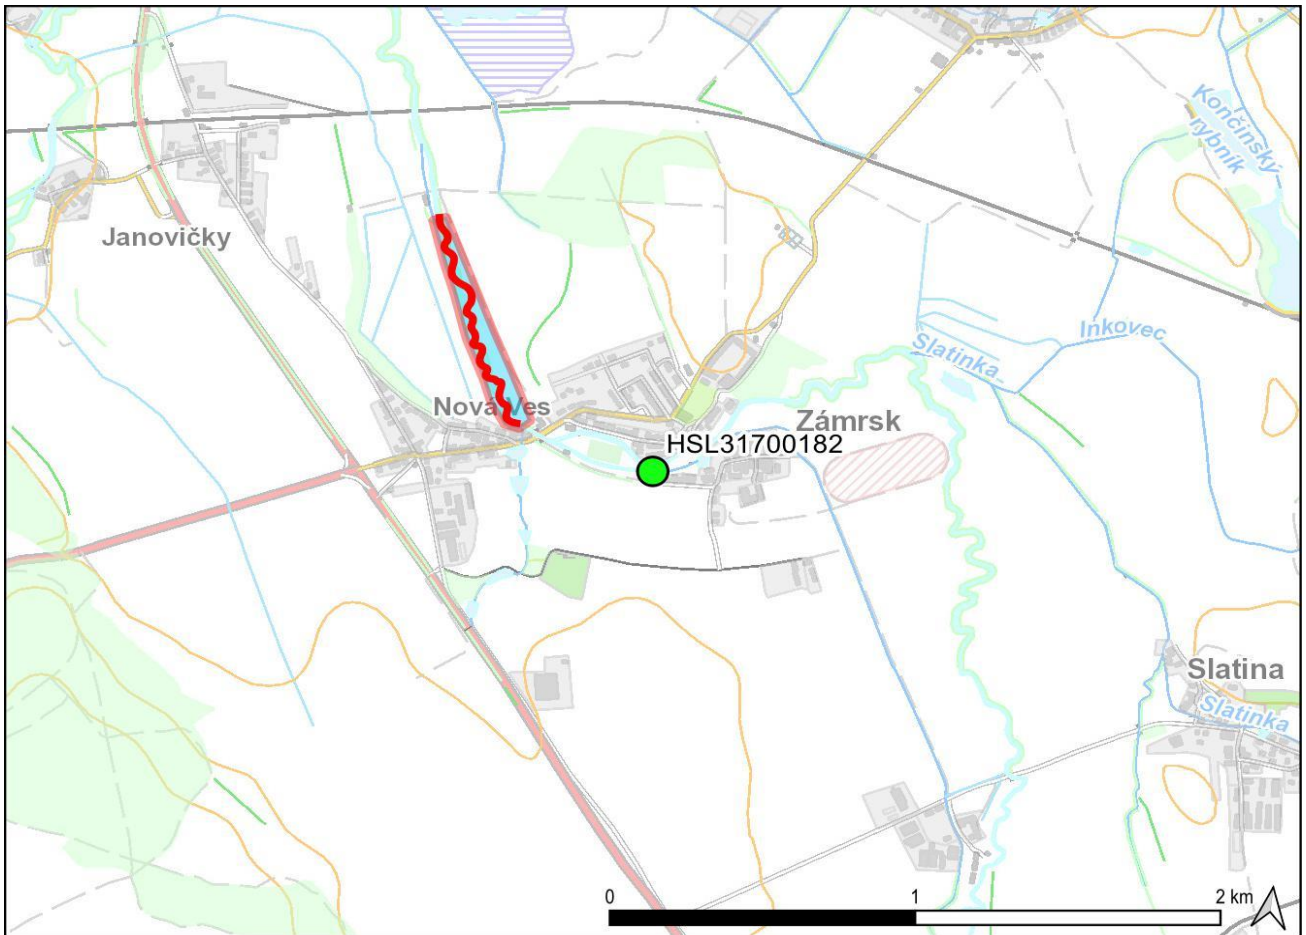 Končinský
rybník
Janovičky
Inkovec
Slatinka
Nová Ves
Zámrsk
HSL31700182
Slatina
Slatinka
0 1 2 km